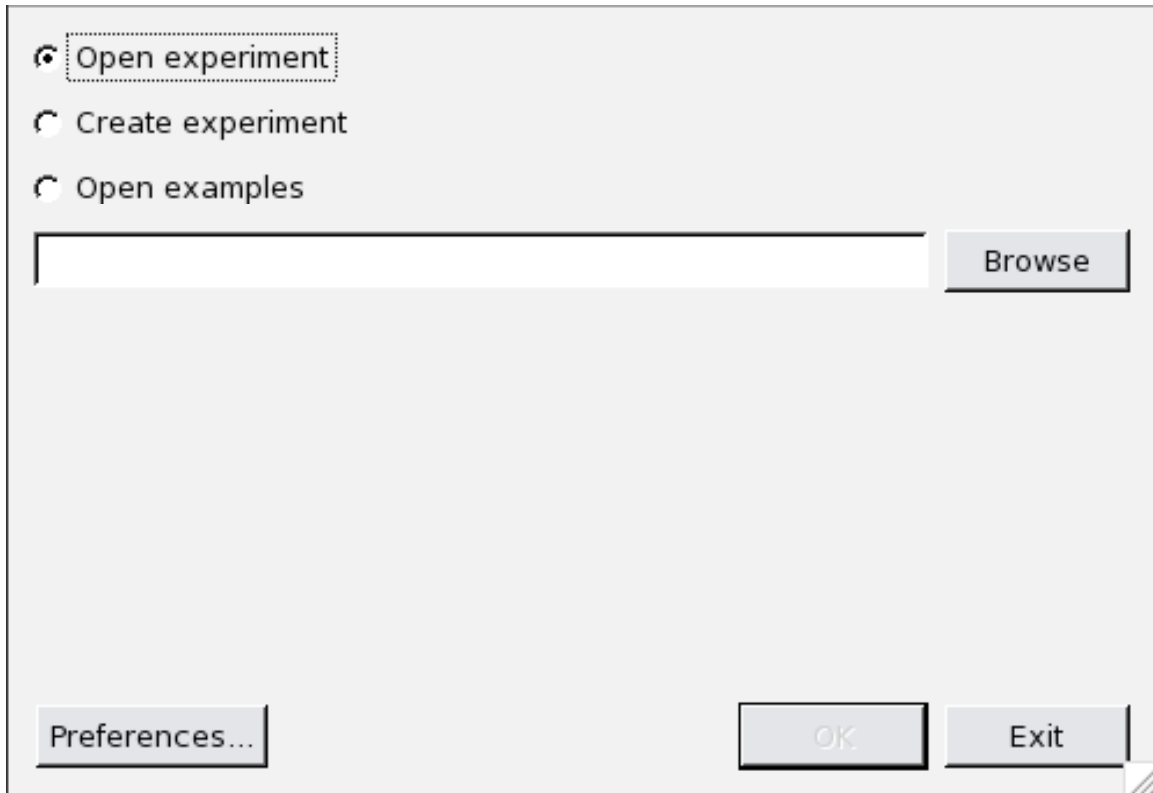 Open experiment
Create experiment
Open examples
Browse
Preferences...
OK
Exit